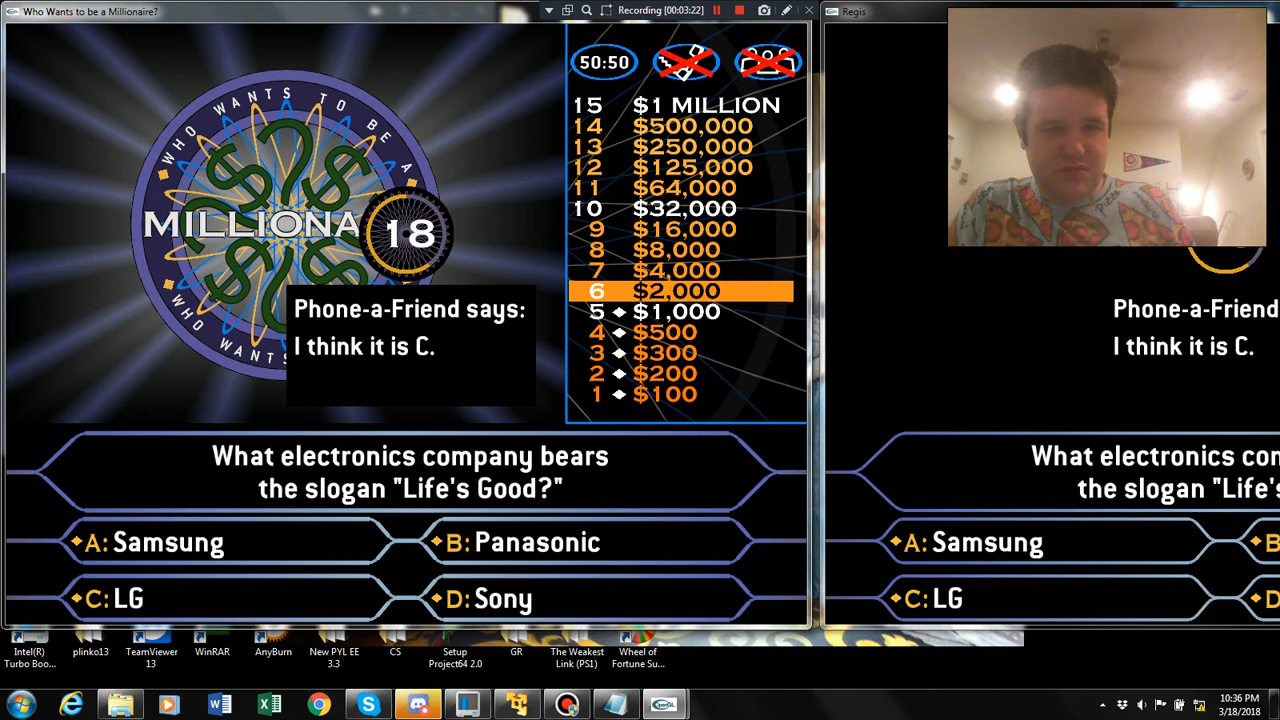 Who Wants to be a Millionaire?
Recording [00:03:22]
Regis
WHO WANTS TO BE A
MILLIONA
WHO WANTS
18
50:50
15 $1 MILLION
14 $500,000
13 $250,000
12 $125,000
11 $64,000
10 $32,000
9 $16,000
8 $8,000
7 $4,000
6 $2,000
5 $1,000
4 $500
3 $300
2 $200
1 $100
Phone-a-Friend says:
I think it is C.
Phone-a-Friend
I think it is C.
What electronics company bears
the slogan "Life's Good?"
A: Samsung
B: Panasonic
C: LG
D: Sony
What electronics com
the slogan "Life's
A: Samsung
B
C: LG
D
Intel(R)
Turbo Boo...
plinko13
TeamViewer
13
WinRAR
AnyBurn
New PYL EE
3.3
CS
Setup
Project64 2.0
GR
The Weakest
Link (PS1)
Wheel of
Fortune Su...
10:36 PM
3/18/2018